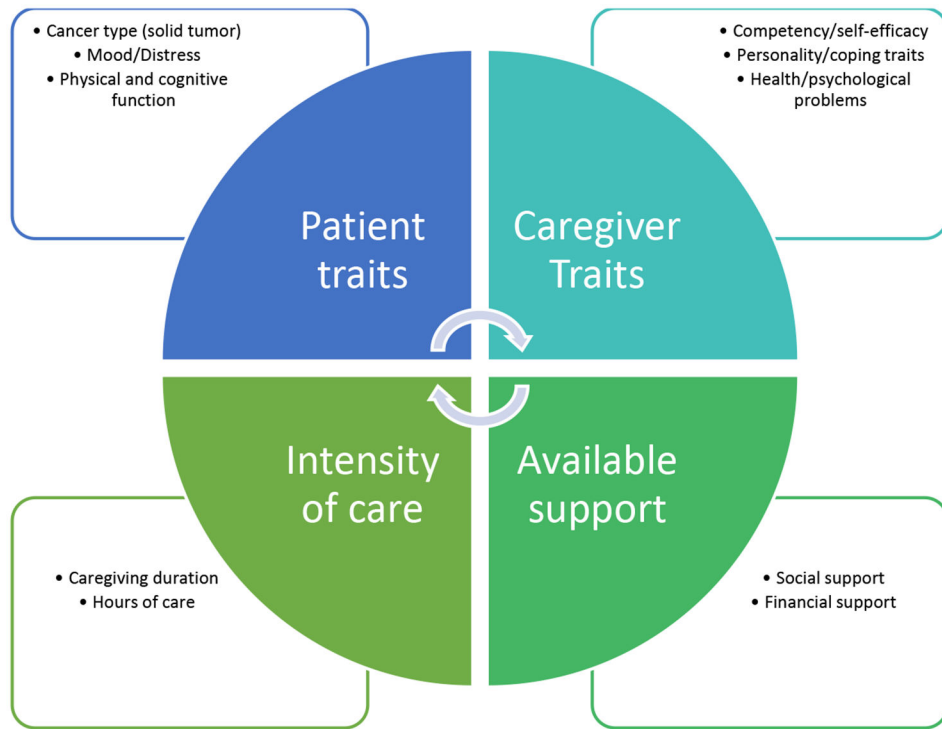 • Cancer type (solid tumor)
• Mood/Distress
• Physical and cognitive
function
• Competency/self-efficacy
• Personality/coping traits
• Health/psychological
problems
Patient
traits
Caregiver
Traits
Intensity
of care
Available
support
• Caregiving duration
• Hours of care
• Social support
• Financial support